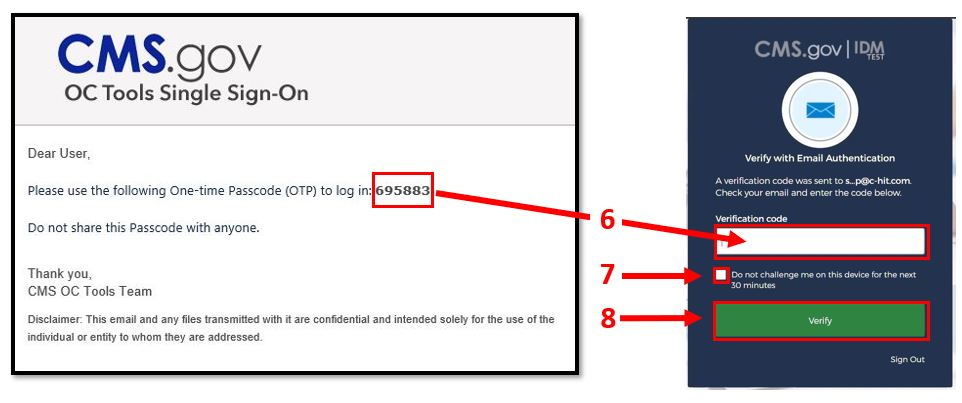 CMS.gov
OC Tools Single Sign-On
Dear User,
Please use the following One-time Passcode (OTP) to log in: 695883
Do not share this Passcode with anyone.
Thank you,
CMS OC Tools Team
Disclaimer: This email and any files transmitted with it are confidential and intended solely for the use of the
individual or entity to whom they are addressed.
6
7
8
CMS.gov | IDM
TEST
Verify with Email Authentication
A verification code was sent to s...p@c-hit.com.
Check your email and enter the code below.
Verification code
Do not challenge me on this device for the next
30 minutes
Verify
Sign Out